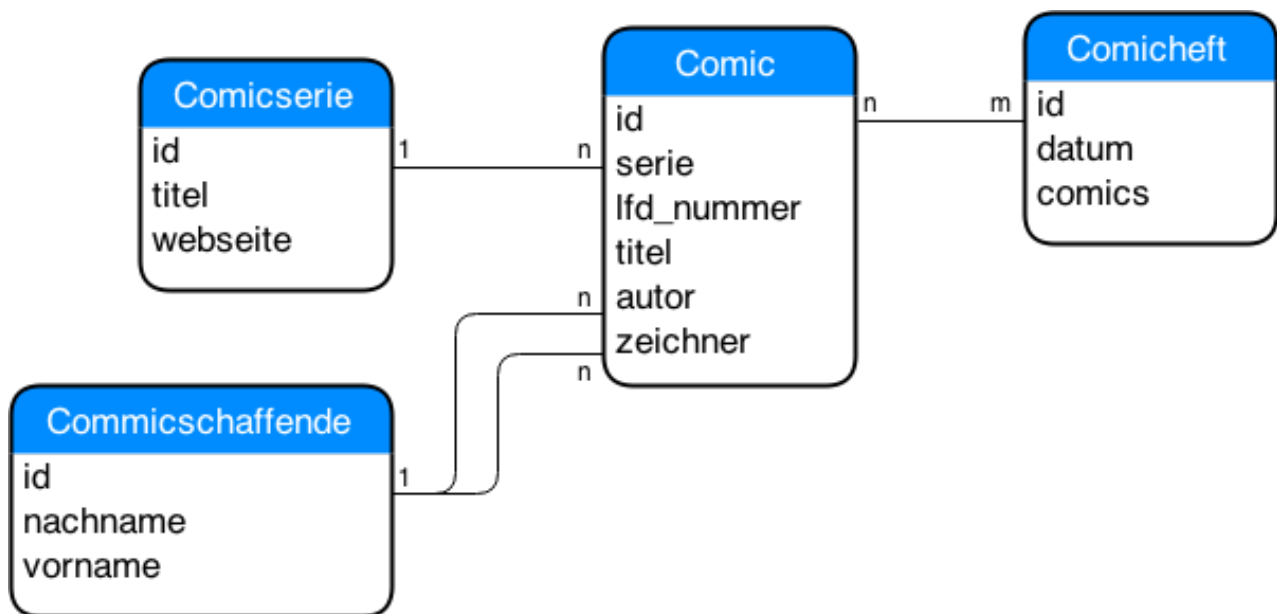 Comicserie
id
titel
webseite
1
n
Comic
id
serie
lfd_nummer
titel
autor
zeichner
n
m
Comicheft
id
datum
comics
n
n
Commicschaffende
id
nachname
vorname
1